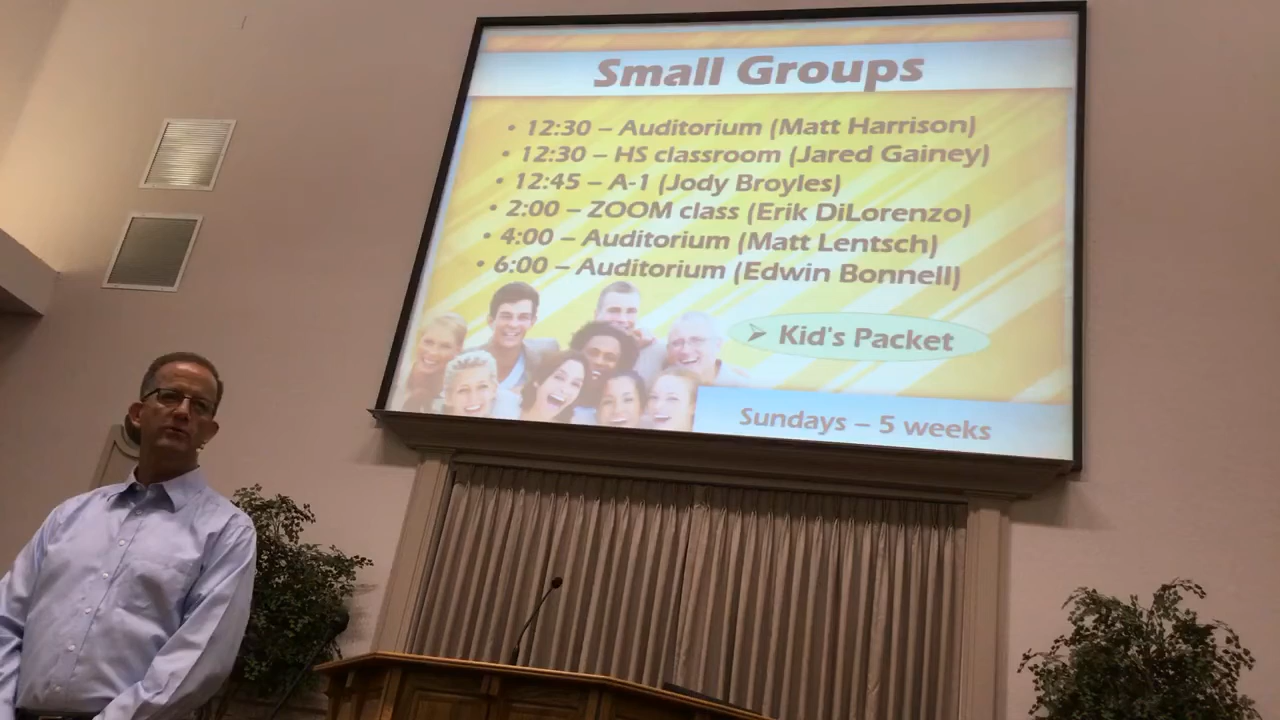 Small Groups
• 12:30 – Auditorium (Matt Harrison)
• 12:30 – HS classroom (Jared Gainey)
• 12:45 – A-1 (Jody Broyles)
• 2:00 – ZOOM class (Erik DiLorenzo)
• 4:00 – Auditorium (Matt Lentsch)
• 6:00 – Auditorium (Edwin Bonnell)
➢ Kid's Packet
Sundays – 5 weeks